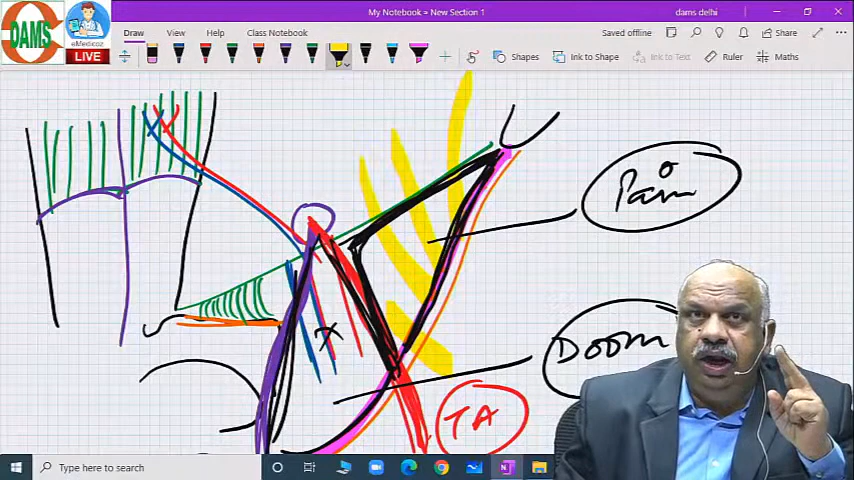 DAMS
eMedicoz
LIVE
My Notebook » New Section 1
dams delhi
Draw
View
Help
Class Notebook
Saved offline
Share
Shapes
Ink to Shape
Ink to Text
Ruler
Maths
Pain
Doom
TA
Type here to search